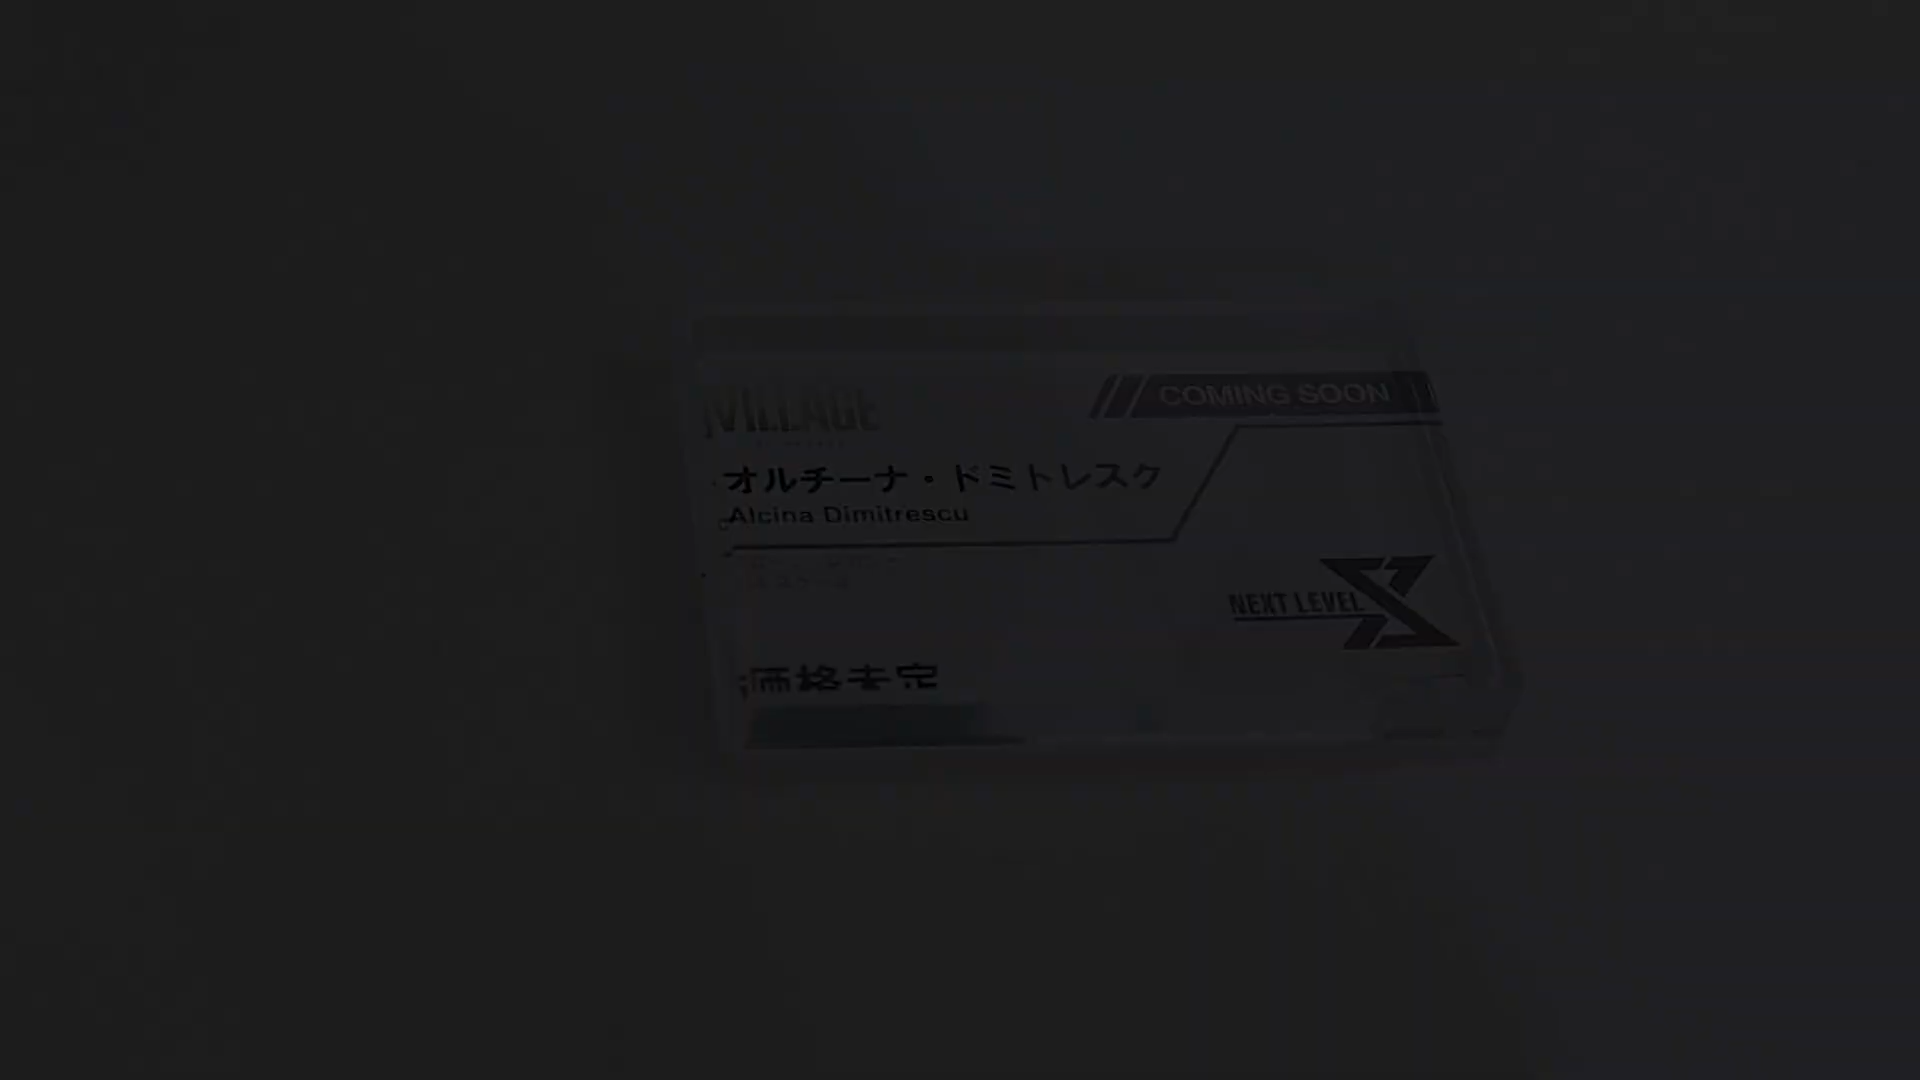 VILLAGE
COMING SOON
オルチーナ・ドミトレスク
Alcina Dimitrescu
NEXT LEVEL
価格未定